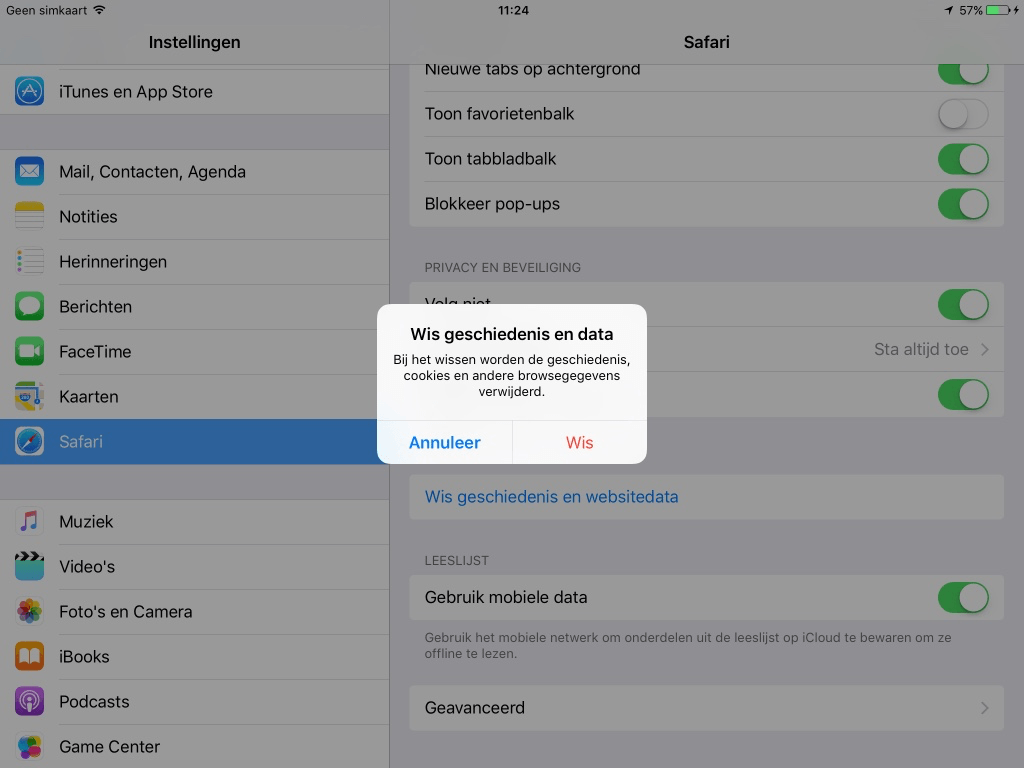 Geen simkaart
11:24
57%
Instellingen
Safari
iTunes en App Store
Mail, Contacten, Agenda
Notities
Herinneringen
Berichten
FaceTime
Kaarten
Safari
Muziek
Video's
Foto's en Camera
iBooks
Podcasts
Game Center
Nieuwe tabs op achtergrond
Toon favorietenbalk
Toon tabbladbalk
Blokkeer pop-ups
PRIVACY EN BEVEILIGING
Volg niet
Sta altijd toe
Wis geschiedenis en data
Bij het wissen worden de geschiedenis,
cookies en andere browsegegevens
verwijderd.
Annuleer
Wis
Wis geschiedenis en websitedata
LEESLIJST
Gebruik mobiele data
Gebruik het mobiele netwerk om onderdelen uit de leeslijst op iCloud te bewaren om ze
offline te lezen.
Geavanceerd